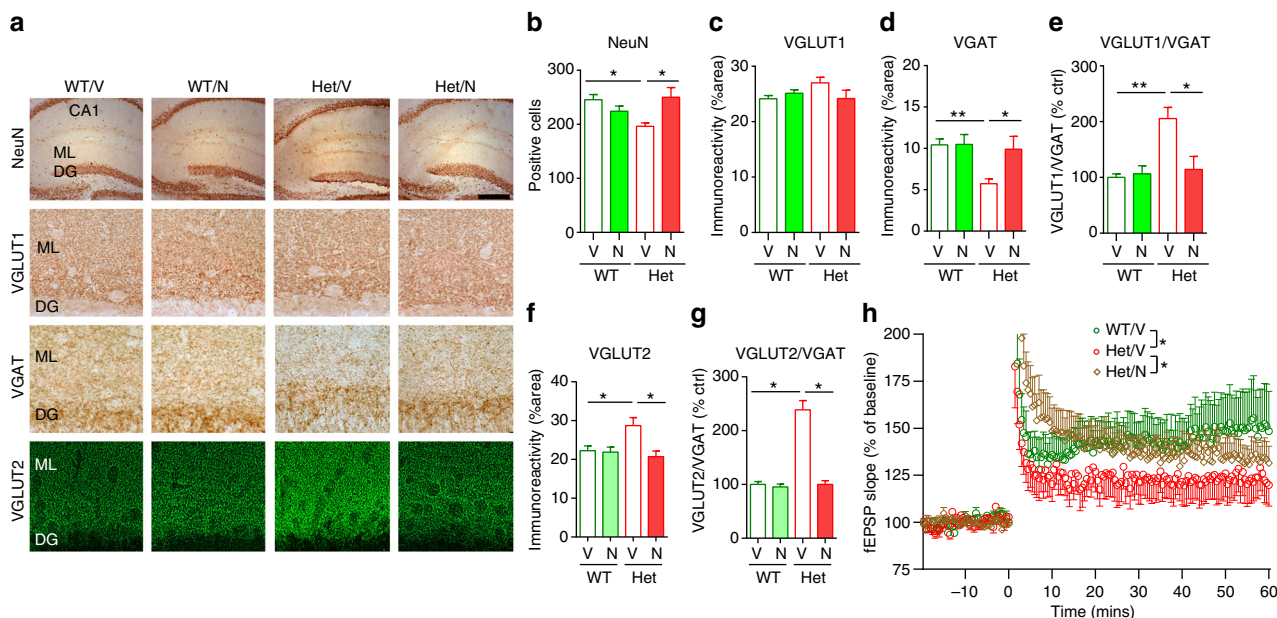 a
WT/V WT/N Het/V Het/N
NeuN
CA1
ML
DG
VGLUT1
ML
DG
VGAT
ML
DG
VGLUT2
ML
DG
b
NeuN
Positive cells
300
200
100
0
* *
V N V N
WT Het
c
VGLUT1
Immunoreactivity (%area)
30
20
10
0
V N V N
WT Het
d
VGAT
Immunoreactivity (%area)
20
15
10
5
0
** *
V N V N
WT Het
e
VGLUT1/VGAT
VGLUT1/VGAT (% ctrl)
300
200
100
0
** *
V N V N
WT Het
f
VGLUT2
Immunoreactivity (%area)
40
30
20
10
0
* *
V N V N
WT Het
g
VGLUT2/VGAT
VGLUT2/VGAT (% ctrl)
300
200
100
0
* *
V N V N
WT Het
h
fEPSP slope (% of baseline)
200
175
150
125
100
75
WT/V
*
Het/V
*
Het/N
–10 0 10 20 30 40 50 60
Time (mins)